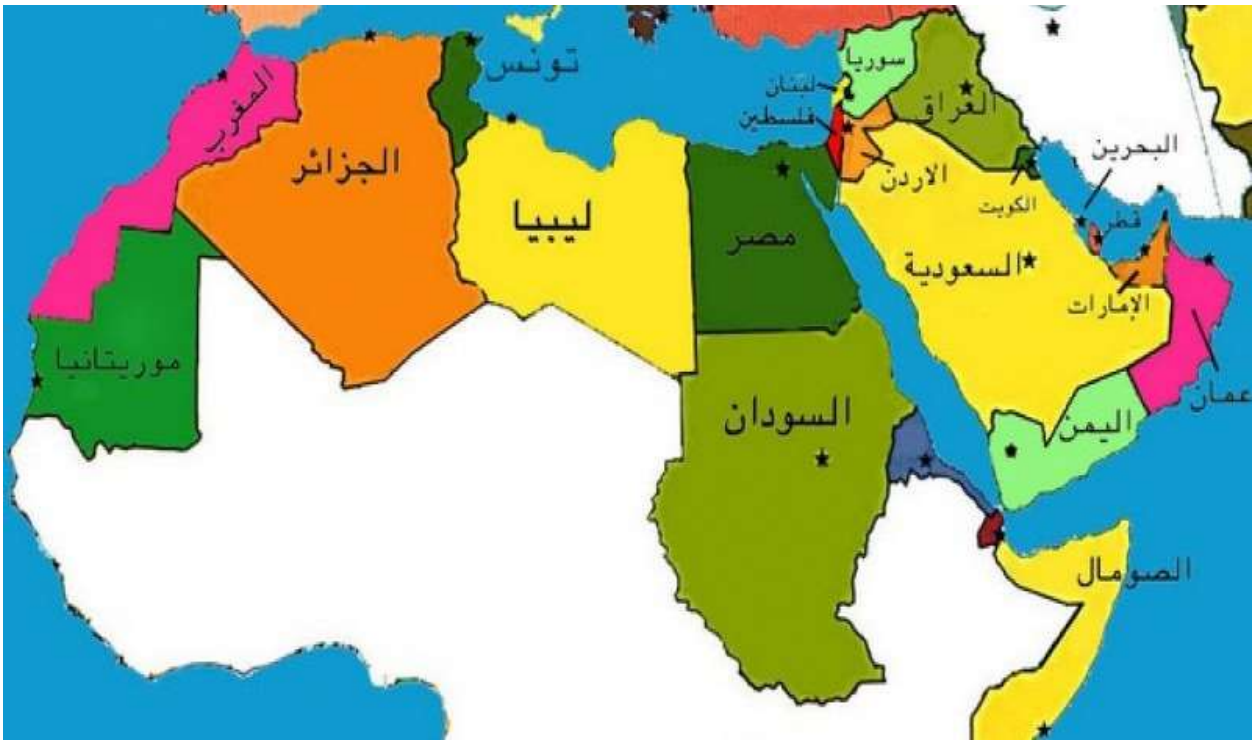 سوريا
تونس
المغرب
لبنان
العراق
فلسطين
البحرين
الجزائر
الاردن
الكويت
ليبيا
مصر
قطر
السعودية
الإمارات
موريتانيا
عمان
السودان
اليمن
الصومال